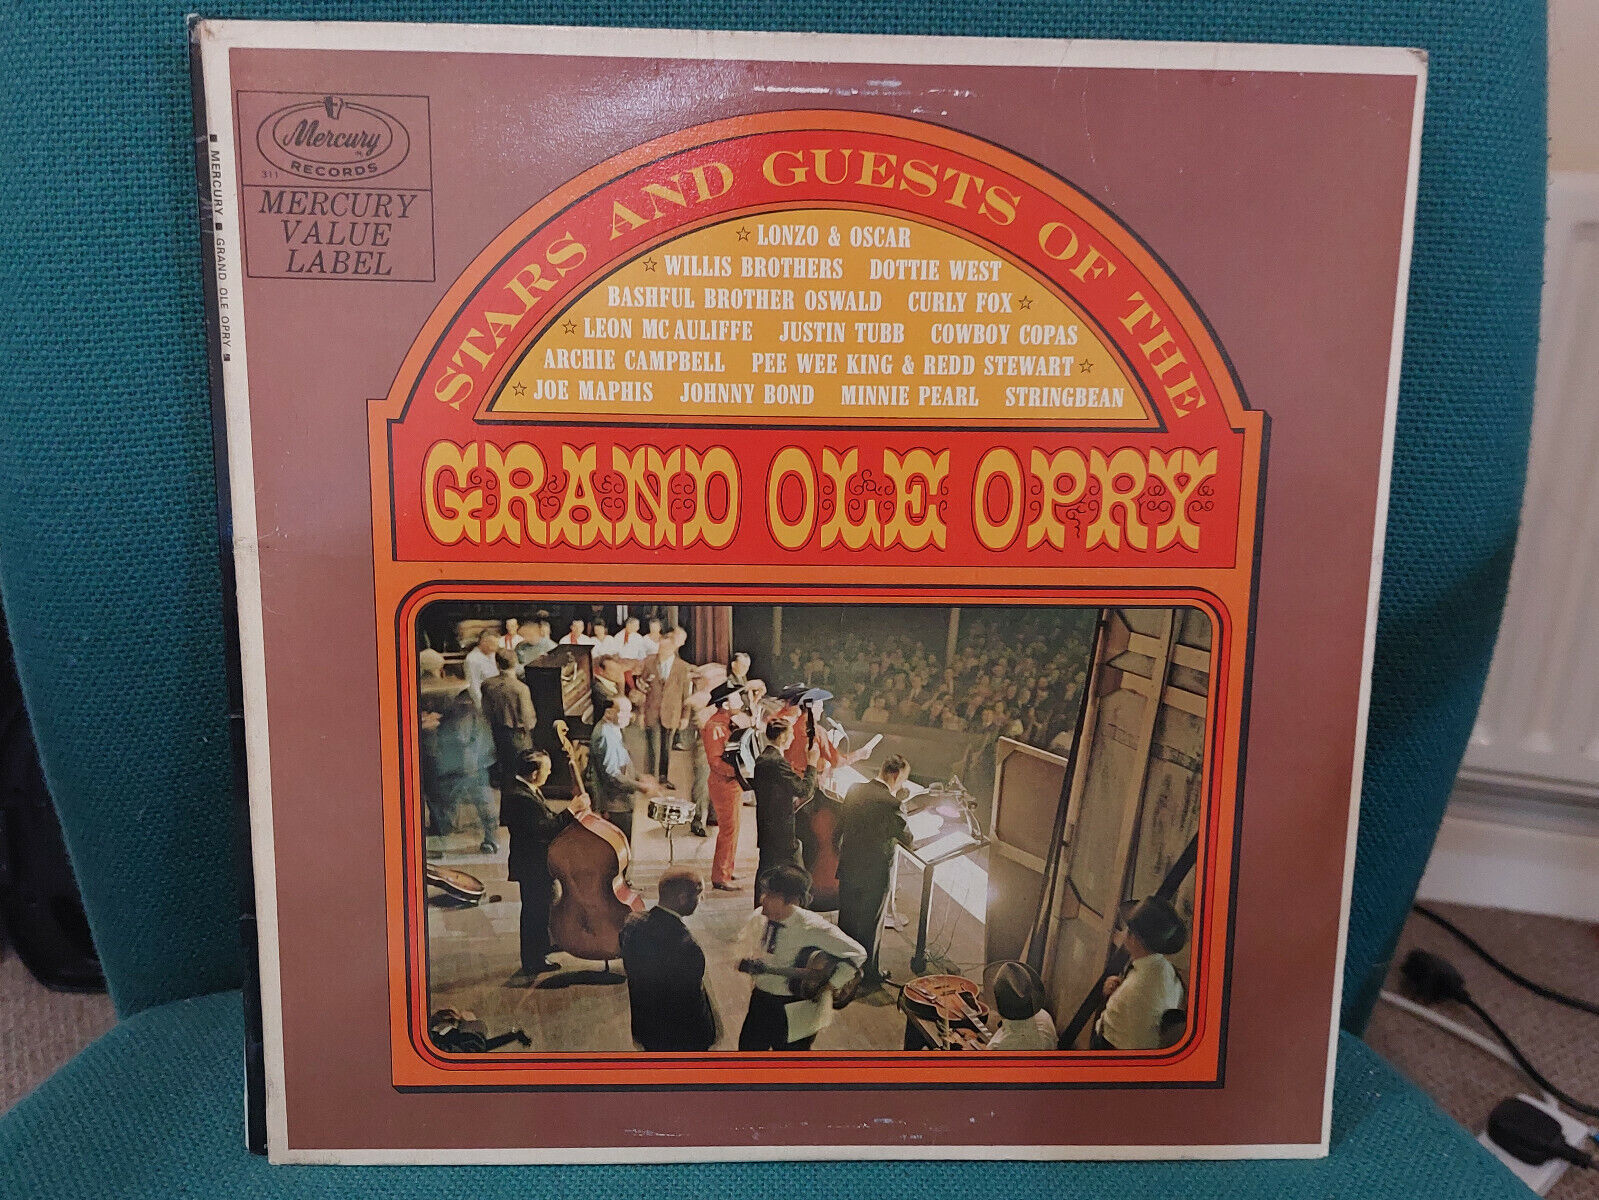 Mercury
RECORDS
311
MERCURY
VALUE
LABEL
■ MERCURY ■ GRAND OLE OPRY ■
STARS AND GUESTS OF THE
☆ LONZO & OSCAR
☆ WILLIS BROTHERS DOTTIE WEST
BASHFUL BROTHER OSWALD CURLY FOX ☆
☆ LEON MC AULIFFE JUSTIN TUBB COWBOY COPAS
ARCHIE CAMPBELL PEE WEE KING & REDD STEWART ☆
☆ JOE MAPHIS JOHNNY BOND MINNIE PEARL STRINGBEAN
GRAND OLE OPRY